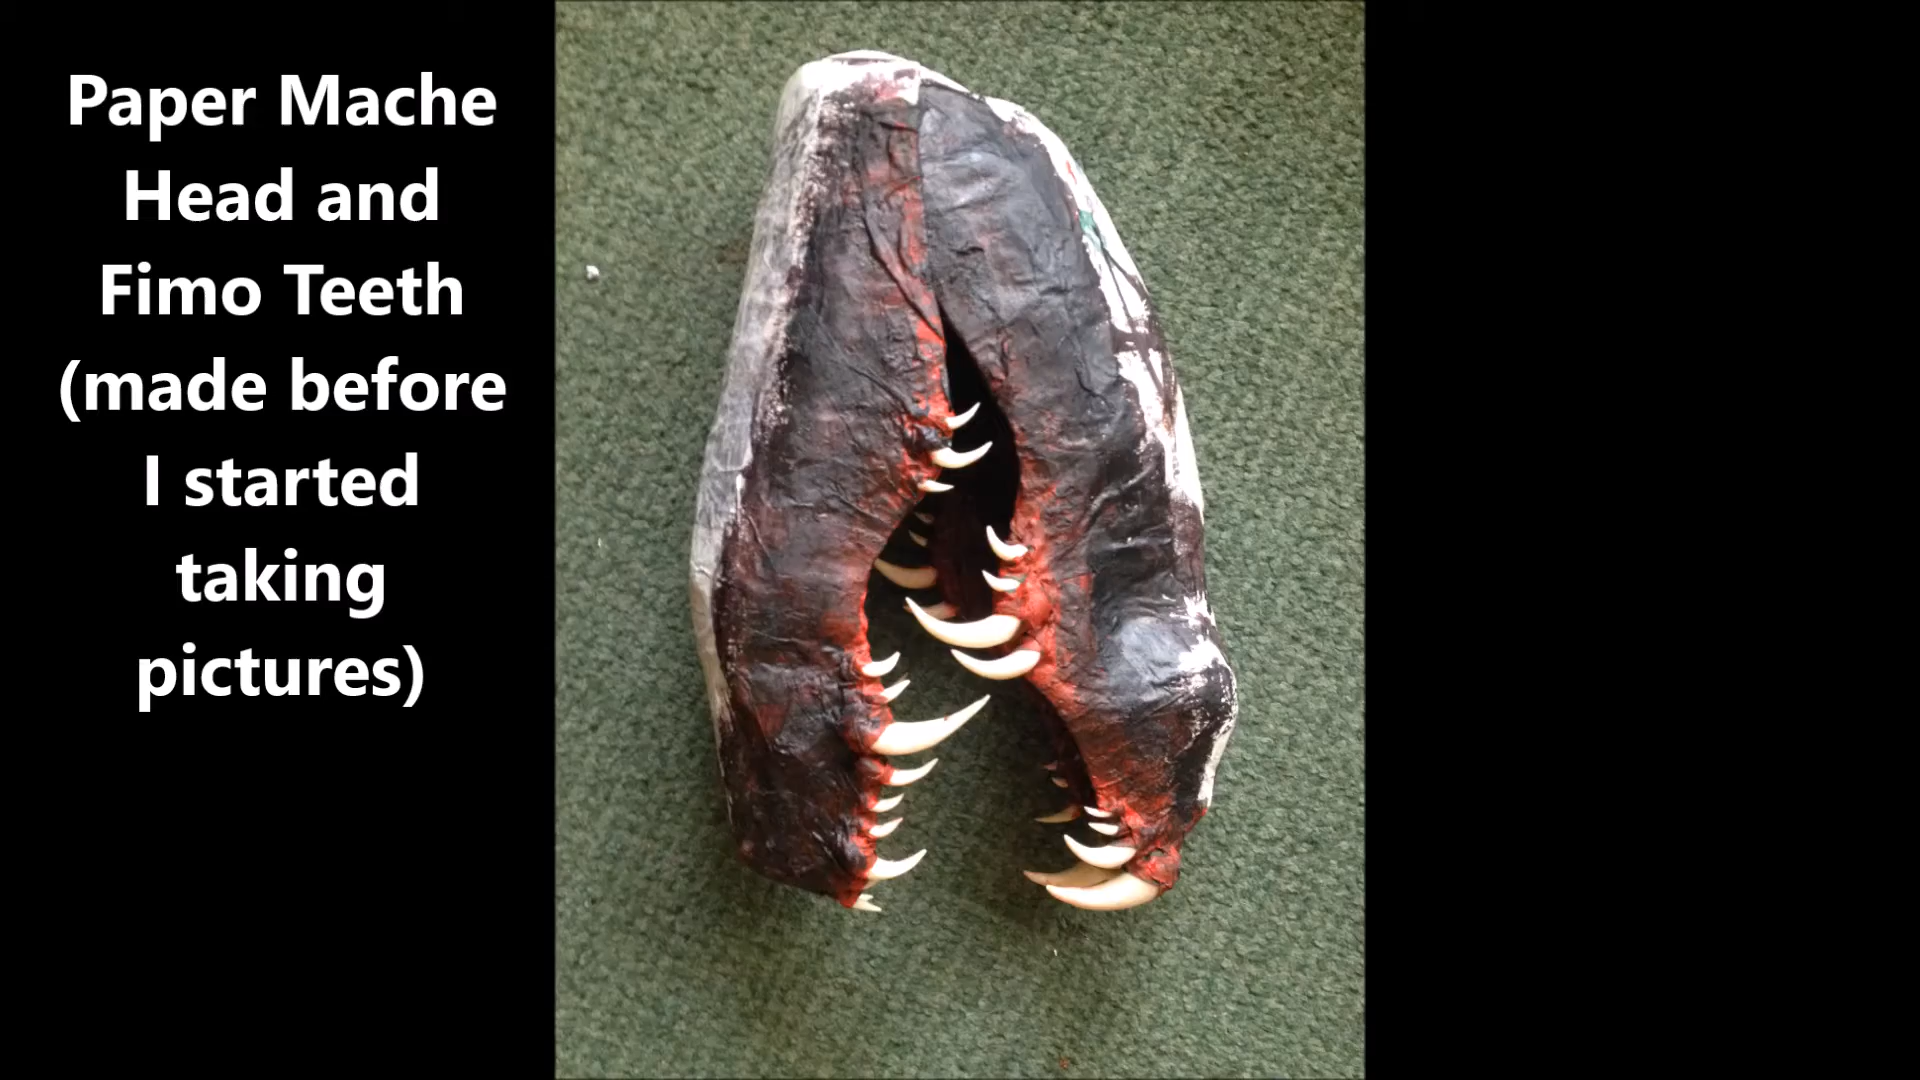 Paper Mache
Head and
Fimo Teeth
(made before
I started
taking
pictures)